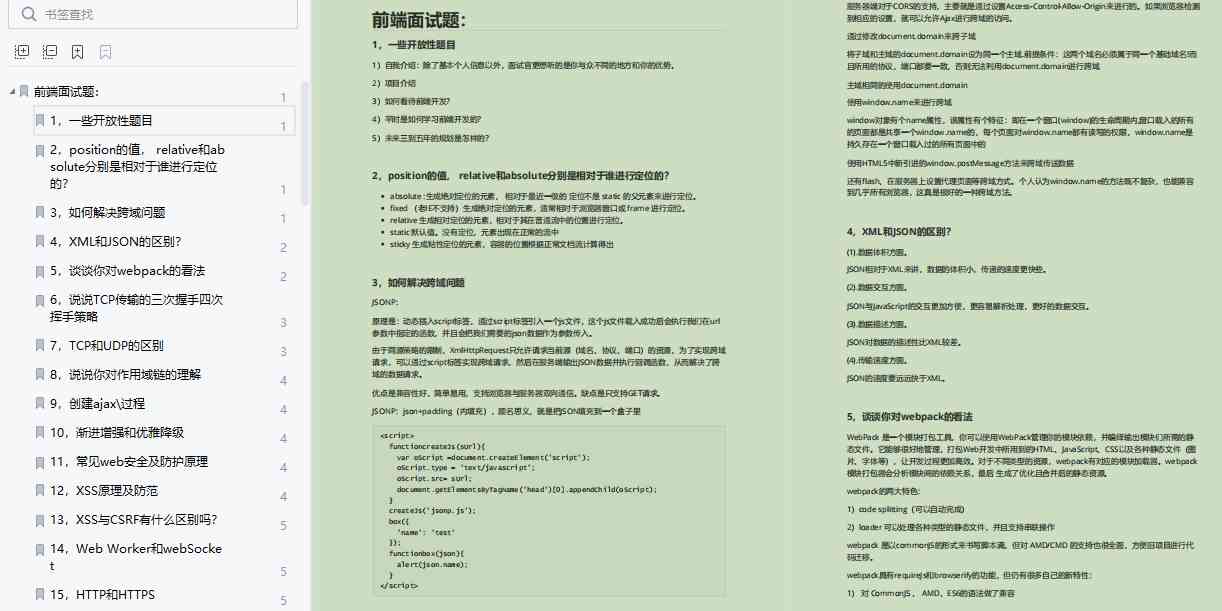 书签查找
前端面试题：
1
1，一些开放性题目
1
2，position的值， relative和ab
solute分别是相对于谁进行定位
的？
1
3，如何解决跨域问题
1
4，XML和JSON的区别？
2
5，谈谈你对webpack的看法
2
6，说说TCP传输的三次握手四次
挥手策略
3
7，TCP和UDP的区别
3
8，说说你对作用域链的理解
4
9，创建ajax\过程
4
10，渐进增强和优雅降级
4
11，常见web安全及防护原理
4
12，XSS原理及防范
4
13，XSS与CSRF有什么区别吗？
5
14，Web Worker和webSocke
t
5
15，HTTP和HTTPS
5
前端面试题：
1，一些开放性题目
1）自我介绍：除了基本个人信息以外，面试官更想听的是你与众不同的地方和你的优势。
2）项目介绍
3）如何看待前端开发？
4）平时是如何学习前端开发的？
5）未来三到五年的规划是怎样的？
2，position的值， relative和absolute分别是相对于谁进行定位的？
• absolute :生成绝对定位的元素， 相对于最近一级的 定位不是 static 的父元素来进行定位。
• fixed （老IE不支持）生成绝对定位的元素，通常相对于浏览器窗口或 frame 进行定位。
• relative 生成相对定位的元素，相对于其在普通流中的位置进行定位。
• static 默认值。没有定位，元素出现在正常的流中
• sticky 生成粘性定位的元素，容器的位置根据正常文档流计算得出
3，如何解决跨域问题
JSONP：
原理是：动态插入script标签，通过script标签引入一个js文件，这个js文件载入成功后会执行我们在url
参数中指定的函数，并且会把我们需要的json数据作为参数传入。
由于同源策略的限制，XmlHttpRequest只允许请求当前源（域名、协议、端口）的资源，为了实现跨域
请求，可以通过script标签实现跨域请求，然后在服务端输出JSON数据并执行回调函数，从而解决了跨
域的数据请求。
优点是兼容性好，简单易用，支持浏览器与服务器双向通信。缺点是只支持GET请求。
JSONP：json+padding（内填充），顾名思义，就是把JSON填充到一个盒子里
<script>
functioncreateJs(surl){
var oScript =document.createElement('script');
oScript.type = 'text/javascript';
oScript.src= surl;
document.getElementsByTagname('head')[0].appendChild(oScript);
}
createJs('jsonp.js');
box({
'name': 'test'
});
functionbox(json){
alert(json.name);
}
</script>
服务器端对于CORS的支持，主要就是通过设置Access-Control-Allow-Origin来进行的。如果浏览器检测
到相应的设置，就可以允许Ajax进行跨域的访问。
通过修改document.domain来跨子域
将子域和主域的document.domain设为同一个主域.前提条件：这两个域名必须属于同一个基础域名!而
且所用的协议，端口都要一致，否则无法利用document.domain进行跨域
主域相同的使用document.domain
使用window.name来进行跨域
window对象有个name属性，该属性有个特征：即在一个窗口(window)的生命周期内,窗口载入的所有
的页面都是共享一个window.name的，每个页面对window.name都有读写的权限，window.name是
持久存在一个窗口载入过的所有页面中的
使用HTML5中新引进的window.postMessage方法来跨域传送数据
还有flash、在服务器上设置代理页面等跨域方式。个人认为window.name的方法既不复杂，也能兼容
到几乎所有浏览器，这真是极好的一种跨域方法。
4，XML和JSON的区别？
(1).数据体积方面。
JSON相对于XML来讲，数据的体积小，传递的速度更快些。
(2).数据交互方面。
JSON与JavaScript的交互更加方便，更容易解析处理，更好的数据交互。
(3).数据描述方面。
JSON对数据的描述性比XML较差。
(4).传输速度方面。
JSON的速度要远远快于XML。
5，谈谈你对webpack的看法
WebPack 是一个模块打包工具，你可以使用WebPack管理你的模块依赖，并编绎输出模块们所需的静
态文件。它能够很好地管理、打包Web开发中所用到的HTML、JavaScript、CSS以及各种静态文件（图
片、字体等），让开发过程更加高效。对于不同类型的资源，webpack有对应的模块加载器。webpack
模块打包器会分析模块间的依赖关系，最后 生成了优化且合并后的静态资源。
webpack的两大特色：
1）code splitting（可以自动完成）
2）loader 可以处理各种类型的静态文件，并且支持串联操作
webpack 是以commonJS的形式来书写脚本滴，但对 AMD/CMD 的支持也很全面，方便旧项目进行代
码迁移。
webpack具有requireJs和browserify的功能，但仍有很多自己的新特性：
1） 对 CommonJS 、 AMD 、ES6的语法做了兼容